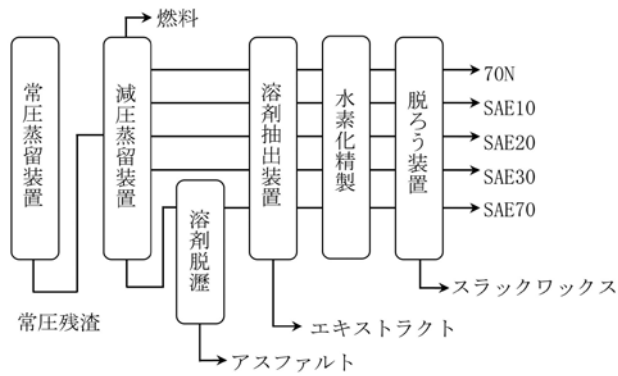 燃料
常圧蒸留装置
減圧蒸留装置
溶剤抽出装置
水素化精製
脱ろう装置
70N
SAE10
SAE20
SAE30
SAE70
溶剤脱瀝
スラックワックス
常圧残渣
エキストラクト
アスファルト